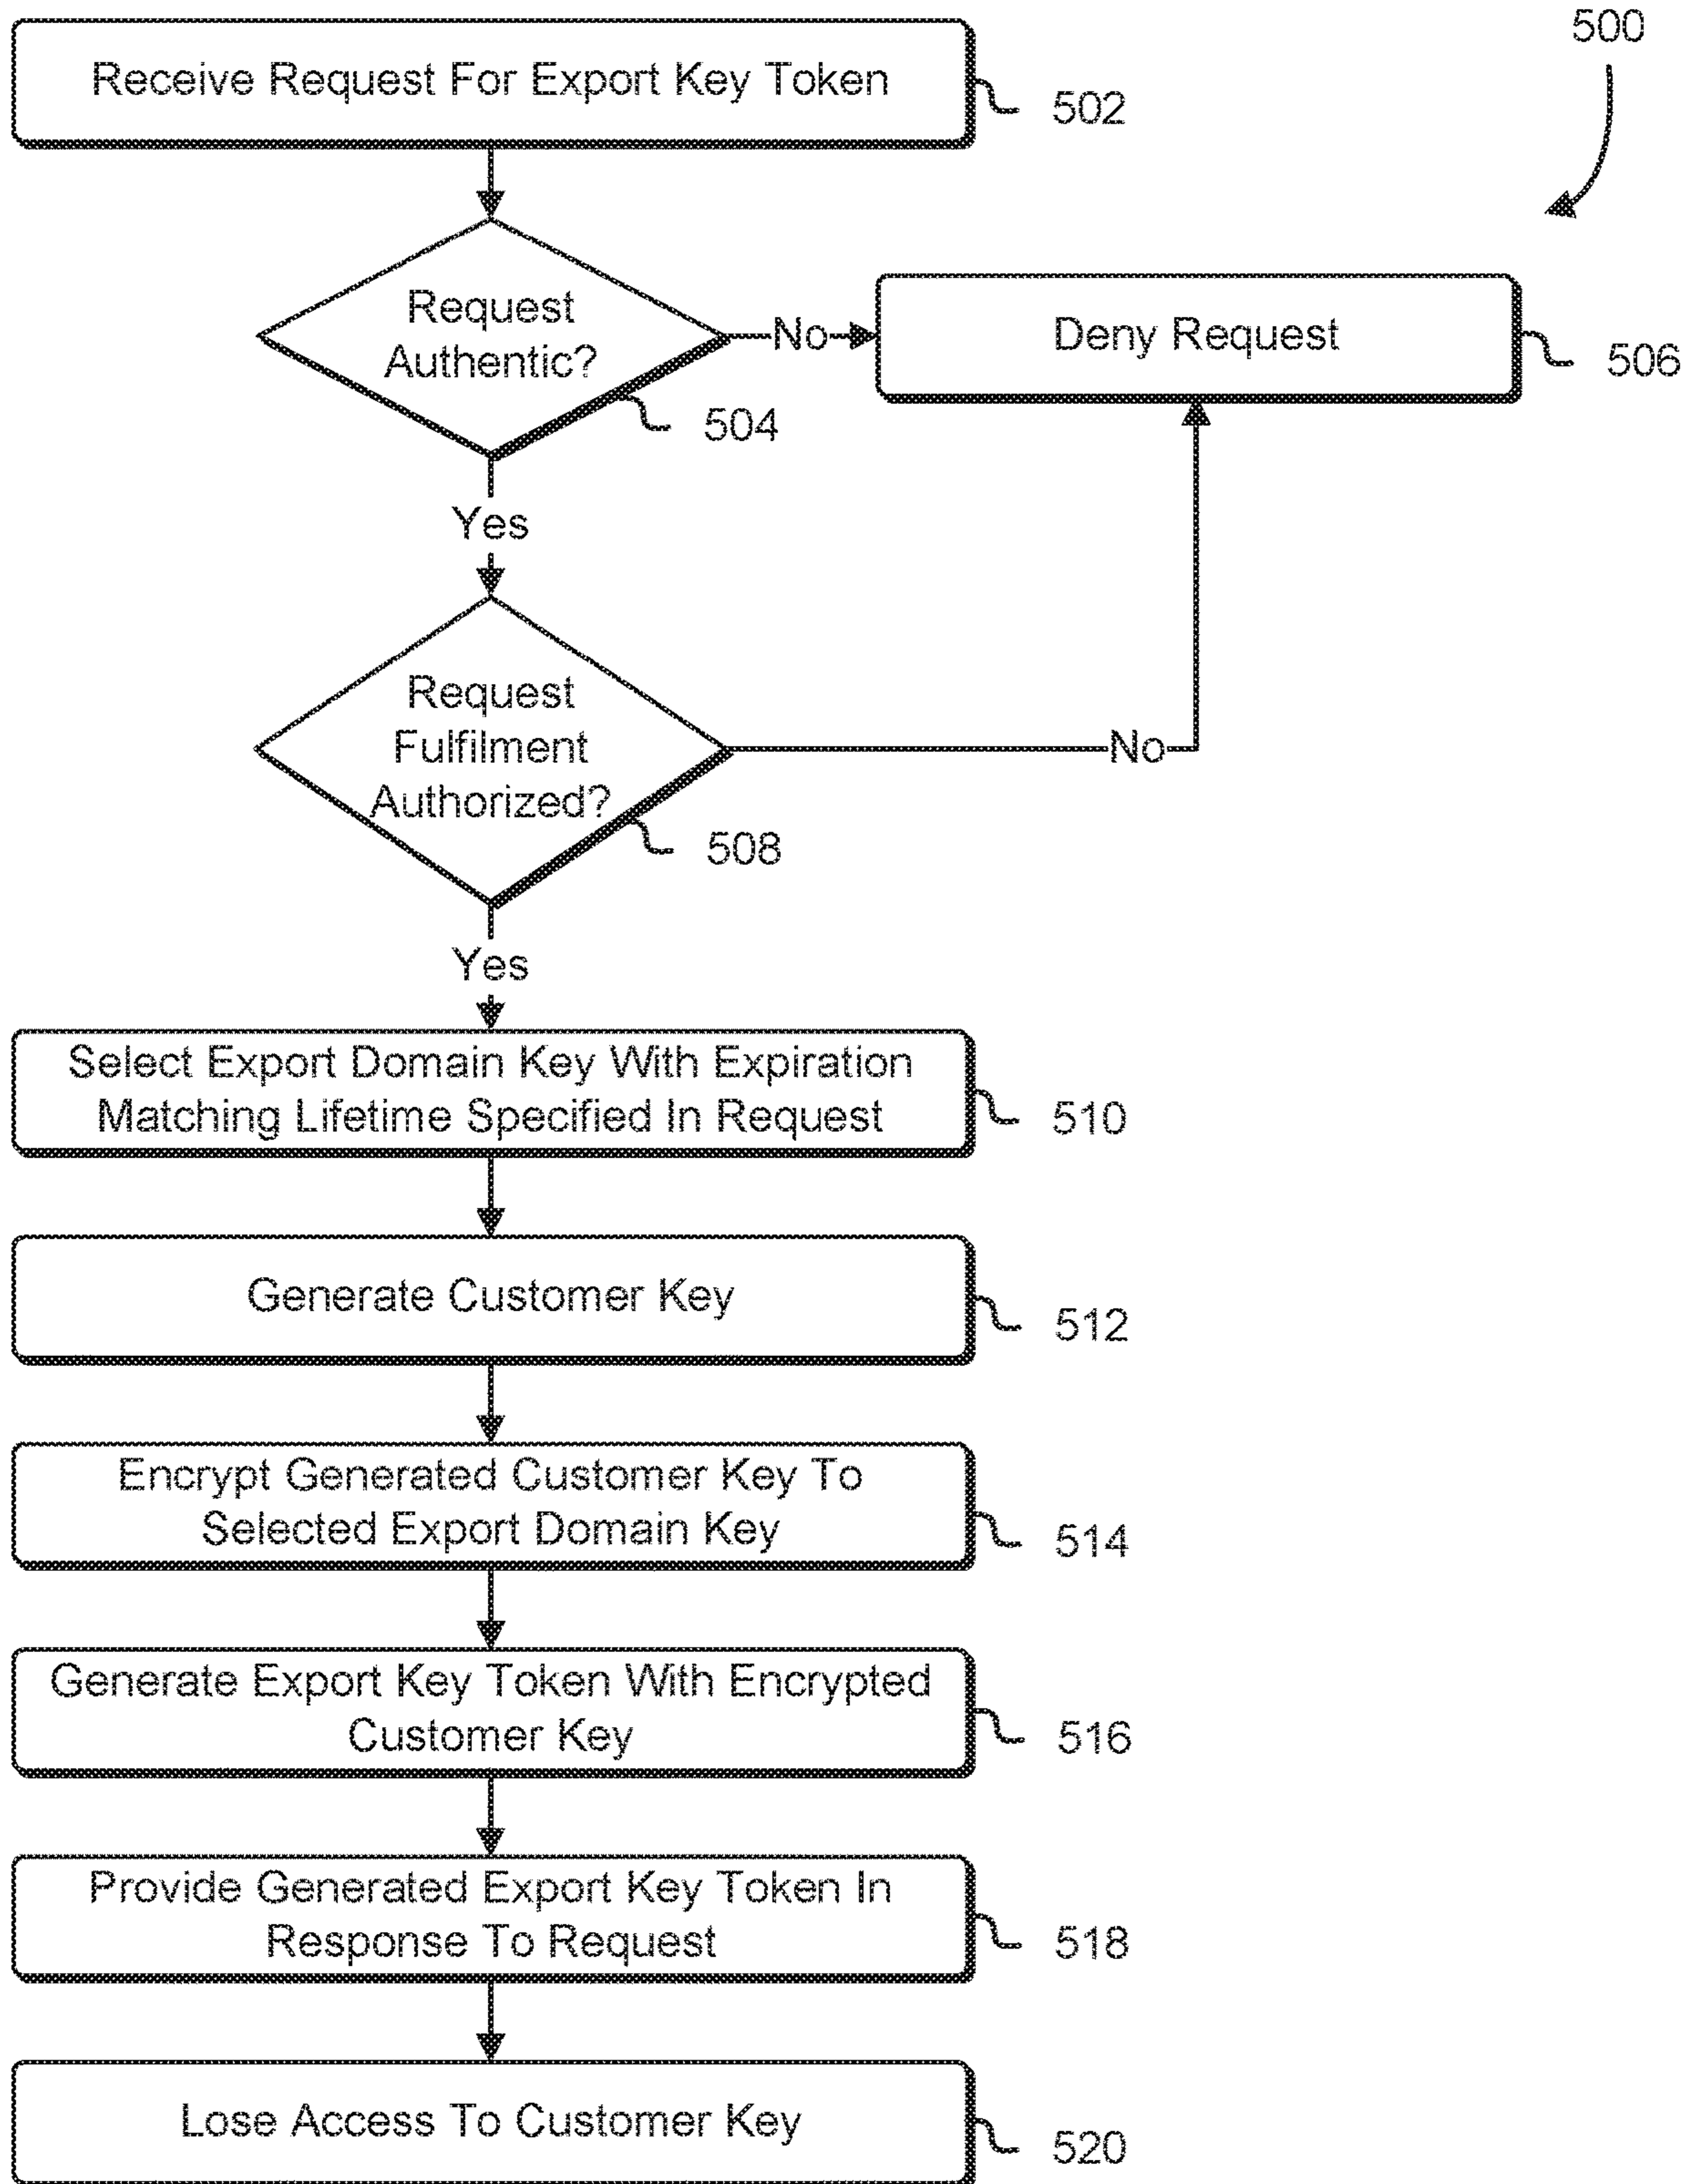 500
Receive Request For Export Key Token
502
Request
Authentic?
504
No
Deny Request
506
Yes
Request
Fulfilment
Authorized?
508
No
Yes
Select Export Domain Key With Expiration
Matching Lifetime Specified In Request
510
Generate Customer Key
512
Encrypt Generated Customer Key To
Selected Export Domain Key
514
Generate Export Key Token With Encrypted
Customer Key
516
Provide Generated Export Key Token In
Response To Request
518
Lose Access To Customer Key
520